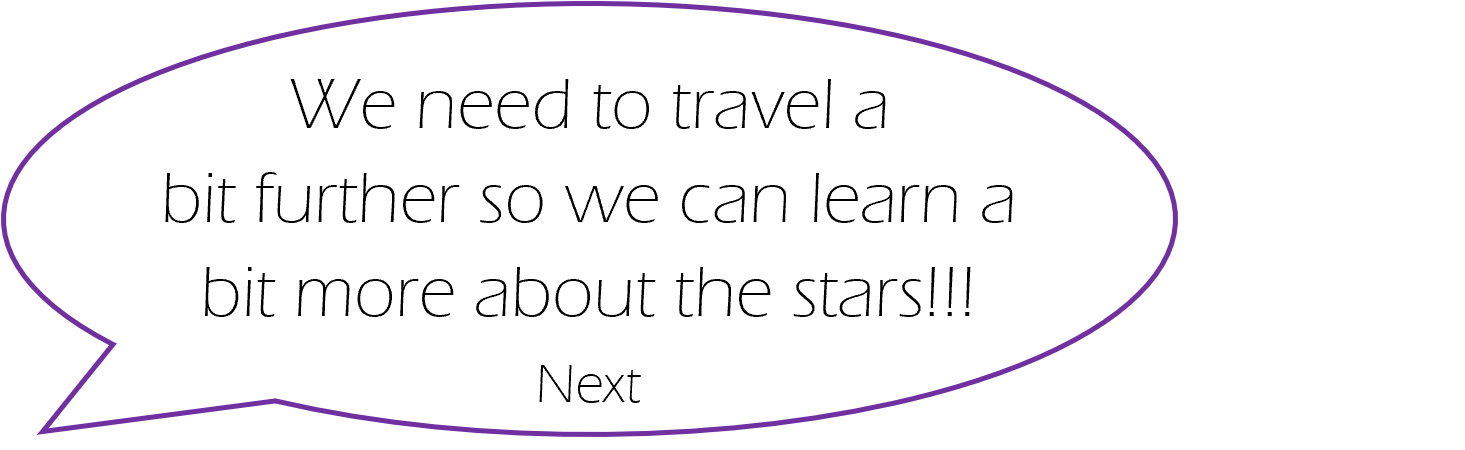 We need to travel a
bit further so we can learn a
bit more about the stars!!!
Next